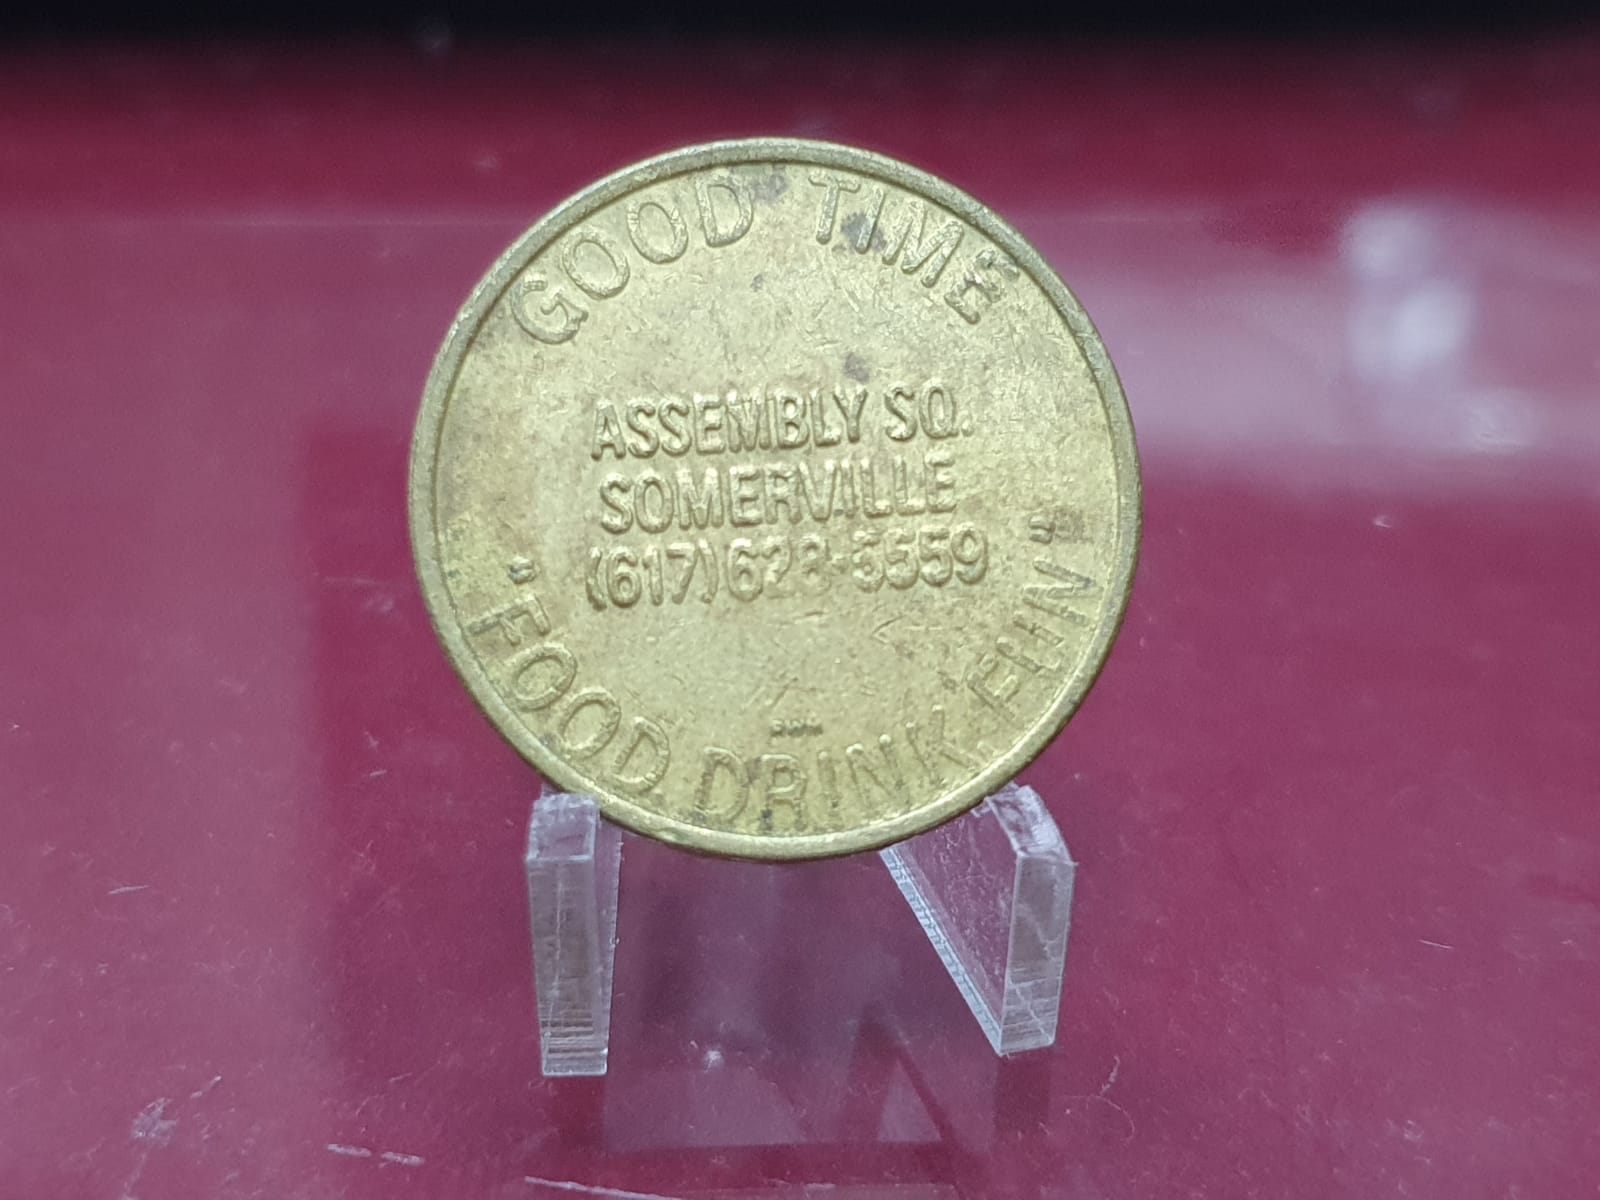 GOOD TIME
ASSEMBLY SQ.
SOMERVILLE
(617) 628-5559
"FOOD DRINK FUN"